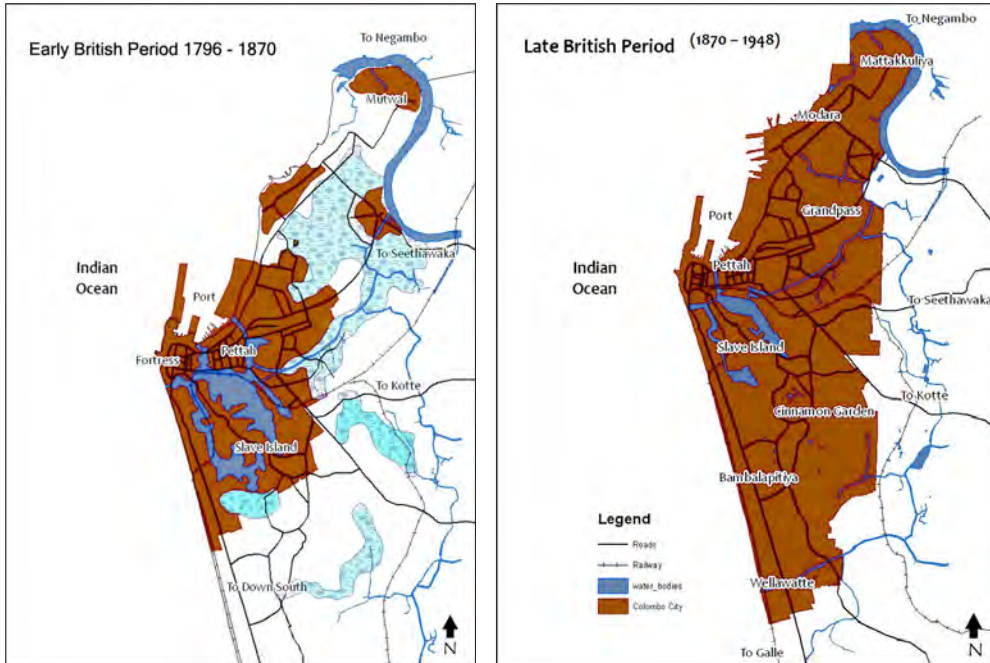 Early British Period 1796 - 1870
To Negambo
Mutwal
To Seethawaka
Indian
Ocean
Port
Fortress
Pettah
To Kotte
Slave Island
To Down South
N
Late British Period (1870 – 1948)
To Negambo
Mattakkuliya
Modara
Port
Grandpass
Indian
Ocean
Pettah
To Seethawaka
Slave Island
To Kotte
Cinnamon Garden
Bambalapitiya
Legend
Roads
Railway
water_bodies
Colombo City
Wellawatte
To Galle
N